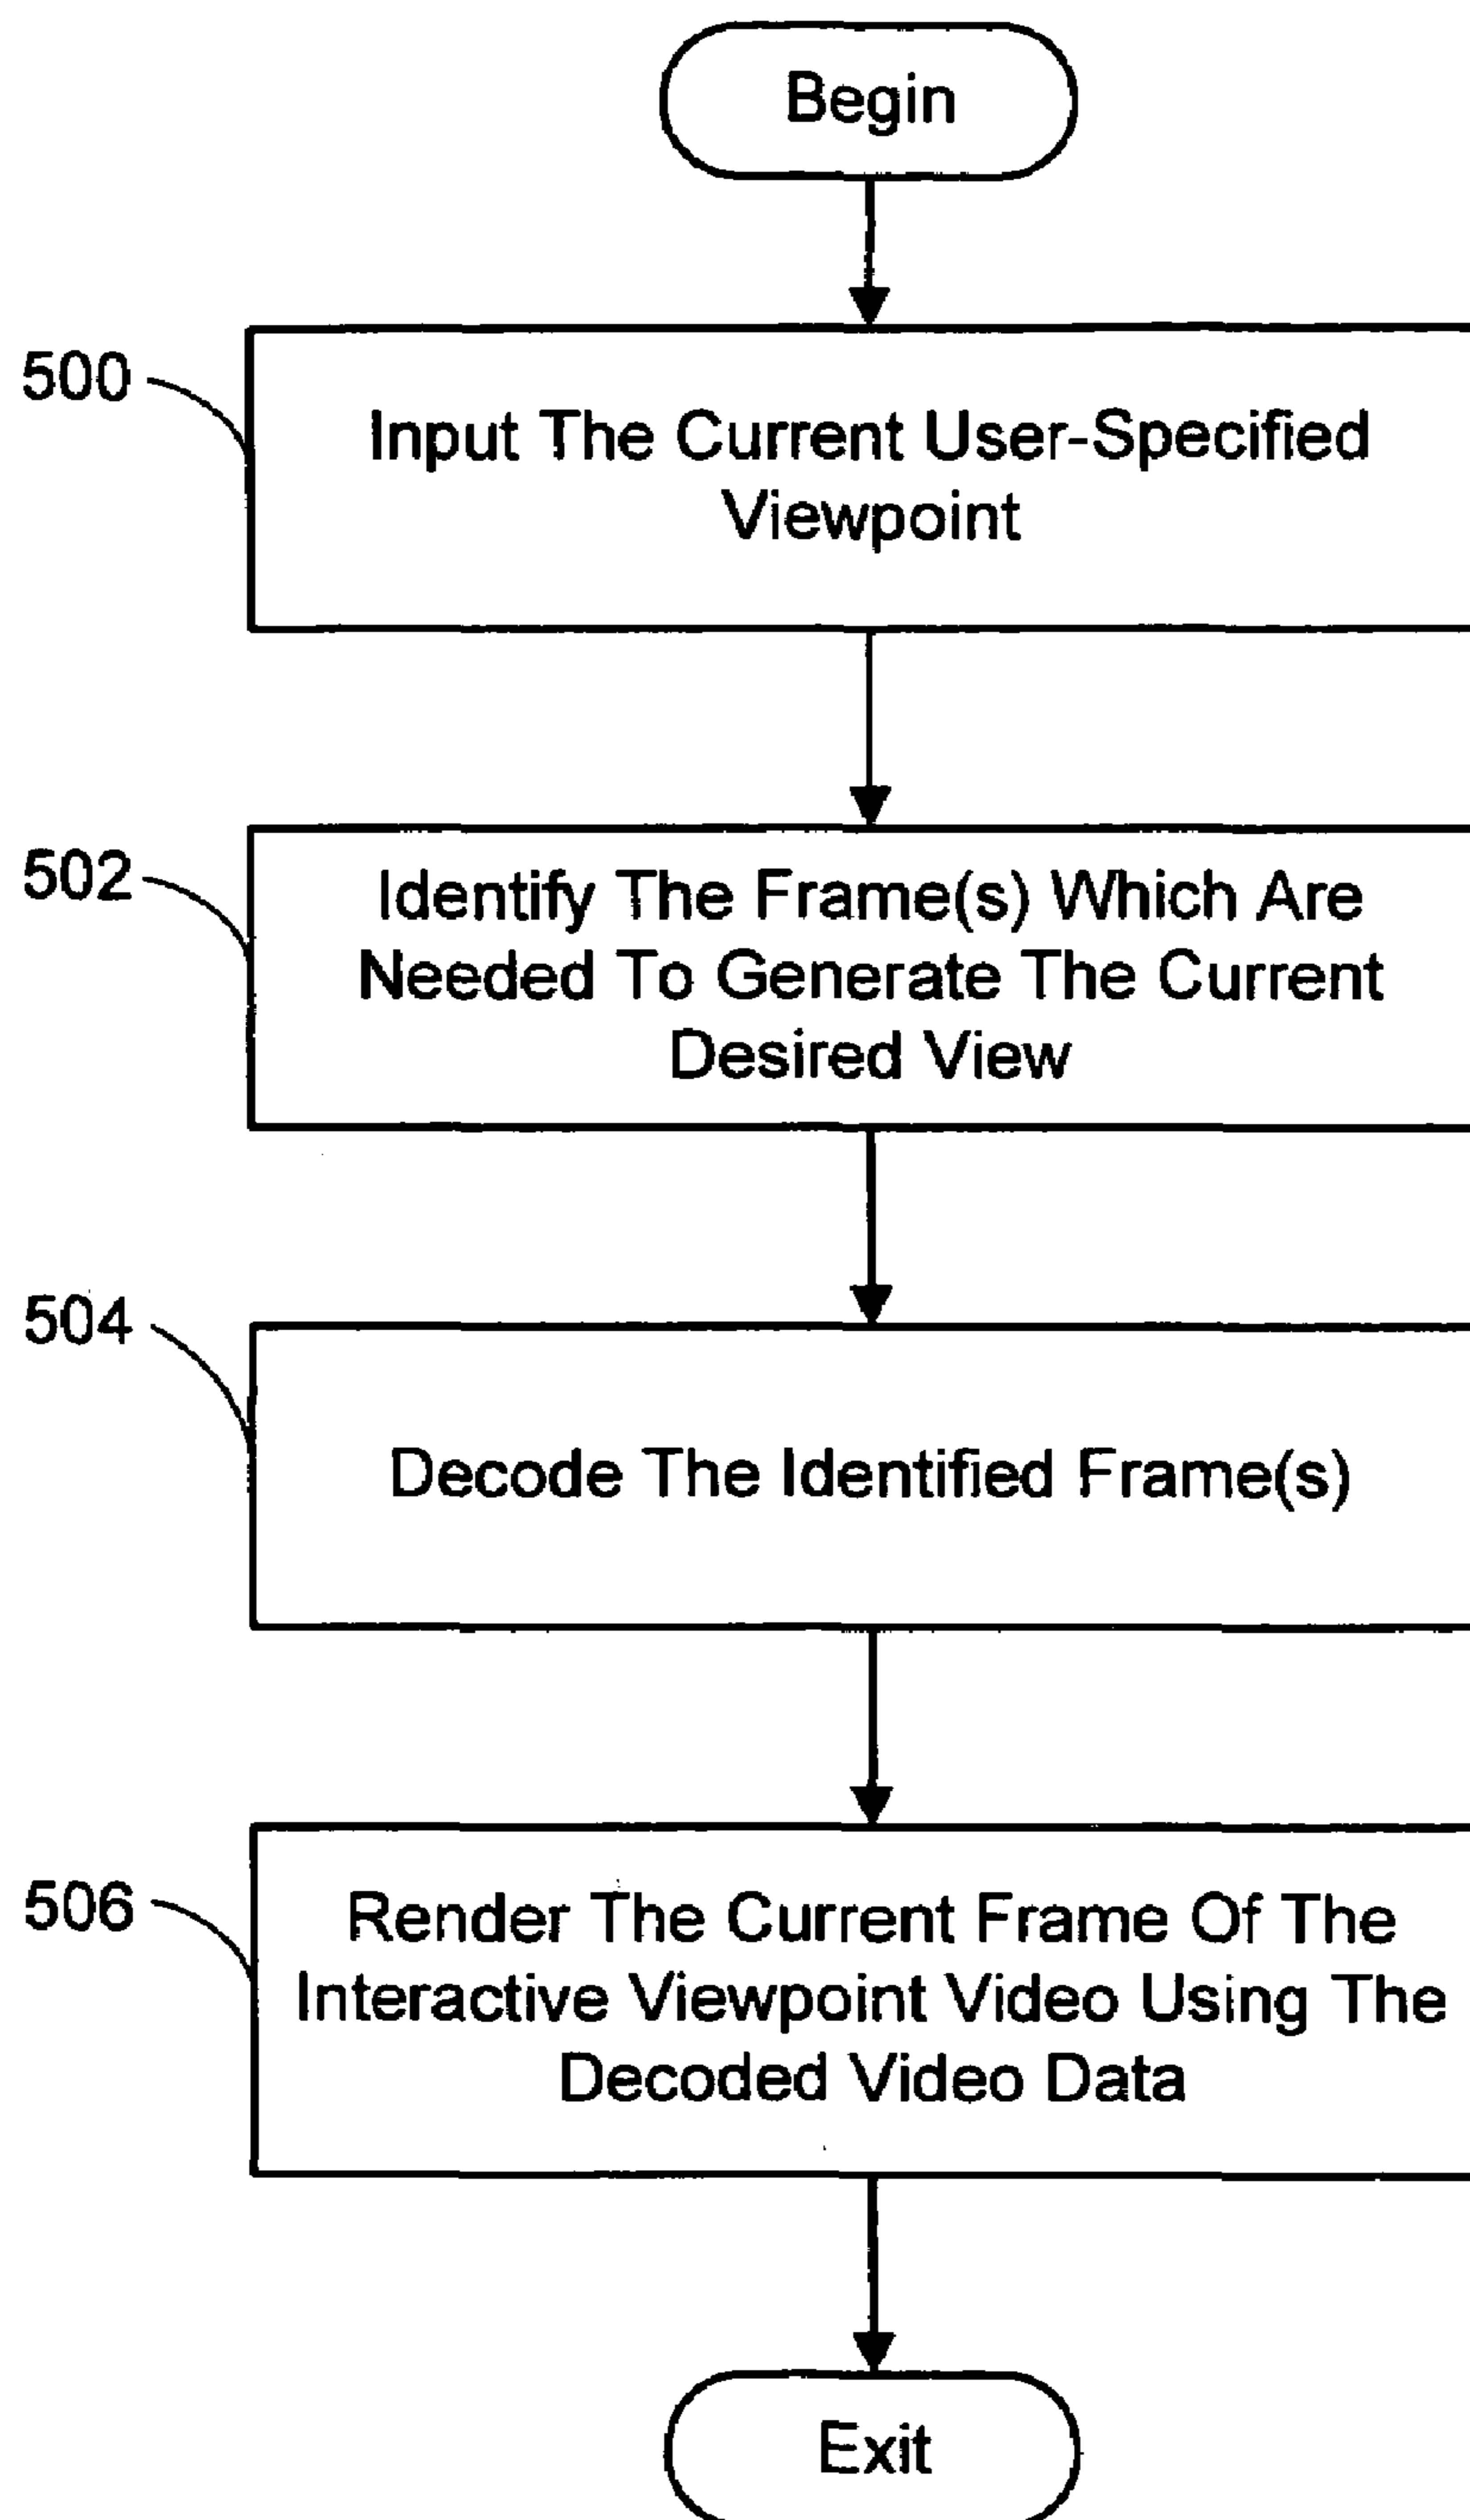 Begin
500
Input The Current User-Specified
Viewpoint
502
Identify The Frame(s) Which Are
Needed To Generate The Current
Desired View
504
Decode The Identified Frame(s)
506
Render The Current Frame Of The
Interactive Viewpoint Video Using The
Decoded Video Data
Exit